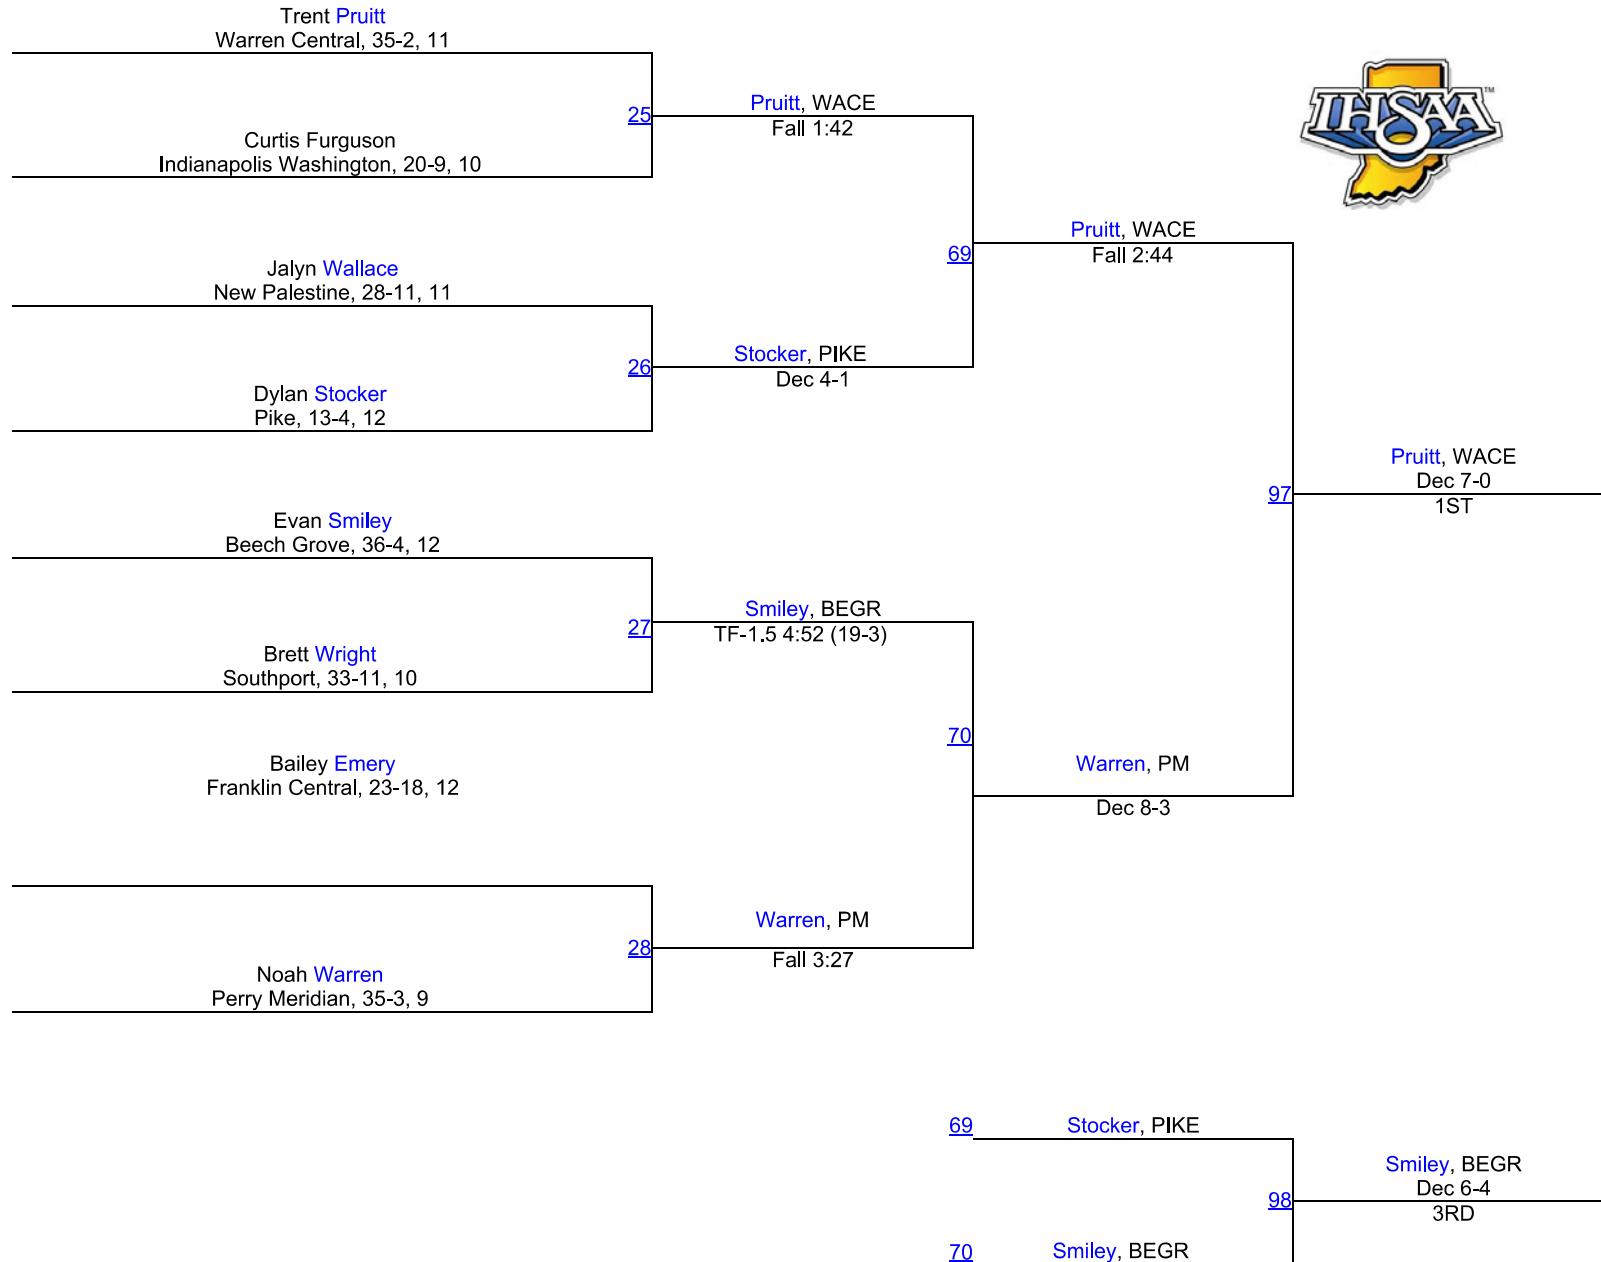 Trent Pruitt
Warren Central, 35-2, 11
25
Pruitt, WACE
Fall 1:42
Curtis Furguson
Indianapolis Washington, 20-9, 10
IHSAA
TM
69
Pruitt, WACE
Fall 2:44
Jalyn Wallace
New Palestine, 28-11, 11
26
Stocker, PIKE
Dec 4-1
Dylan Stocker
Pike, 13-4, 12
97
Pruitt, WACE
Dec 7-0
1ST
Evan Smiley
Beech Grove, 36-4, 12
27
Smiley, BEGR
TF-1.5 4:52 (19-3)
Brett Wright
Southport, 33-11, 10
70
Warren, PM
Dec 8-3
Bailey Emery
Franklin Central, 23-18, 12
28
Warren, PM
Fall 3:27
Noah Warren
Perry Meridian, 35-3, 9
69
Stocker, PIKE
98
Smiley, BEGR
Dec 6-4
3RD
70
Smiley, BEGR